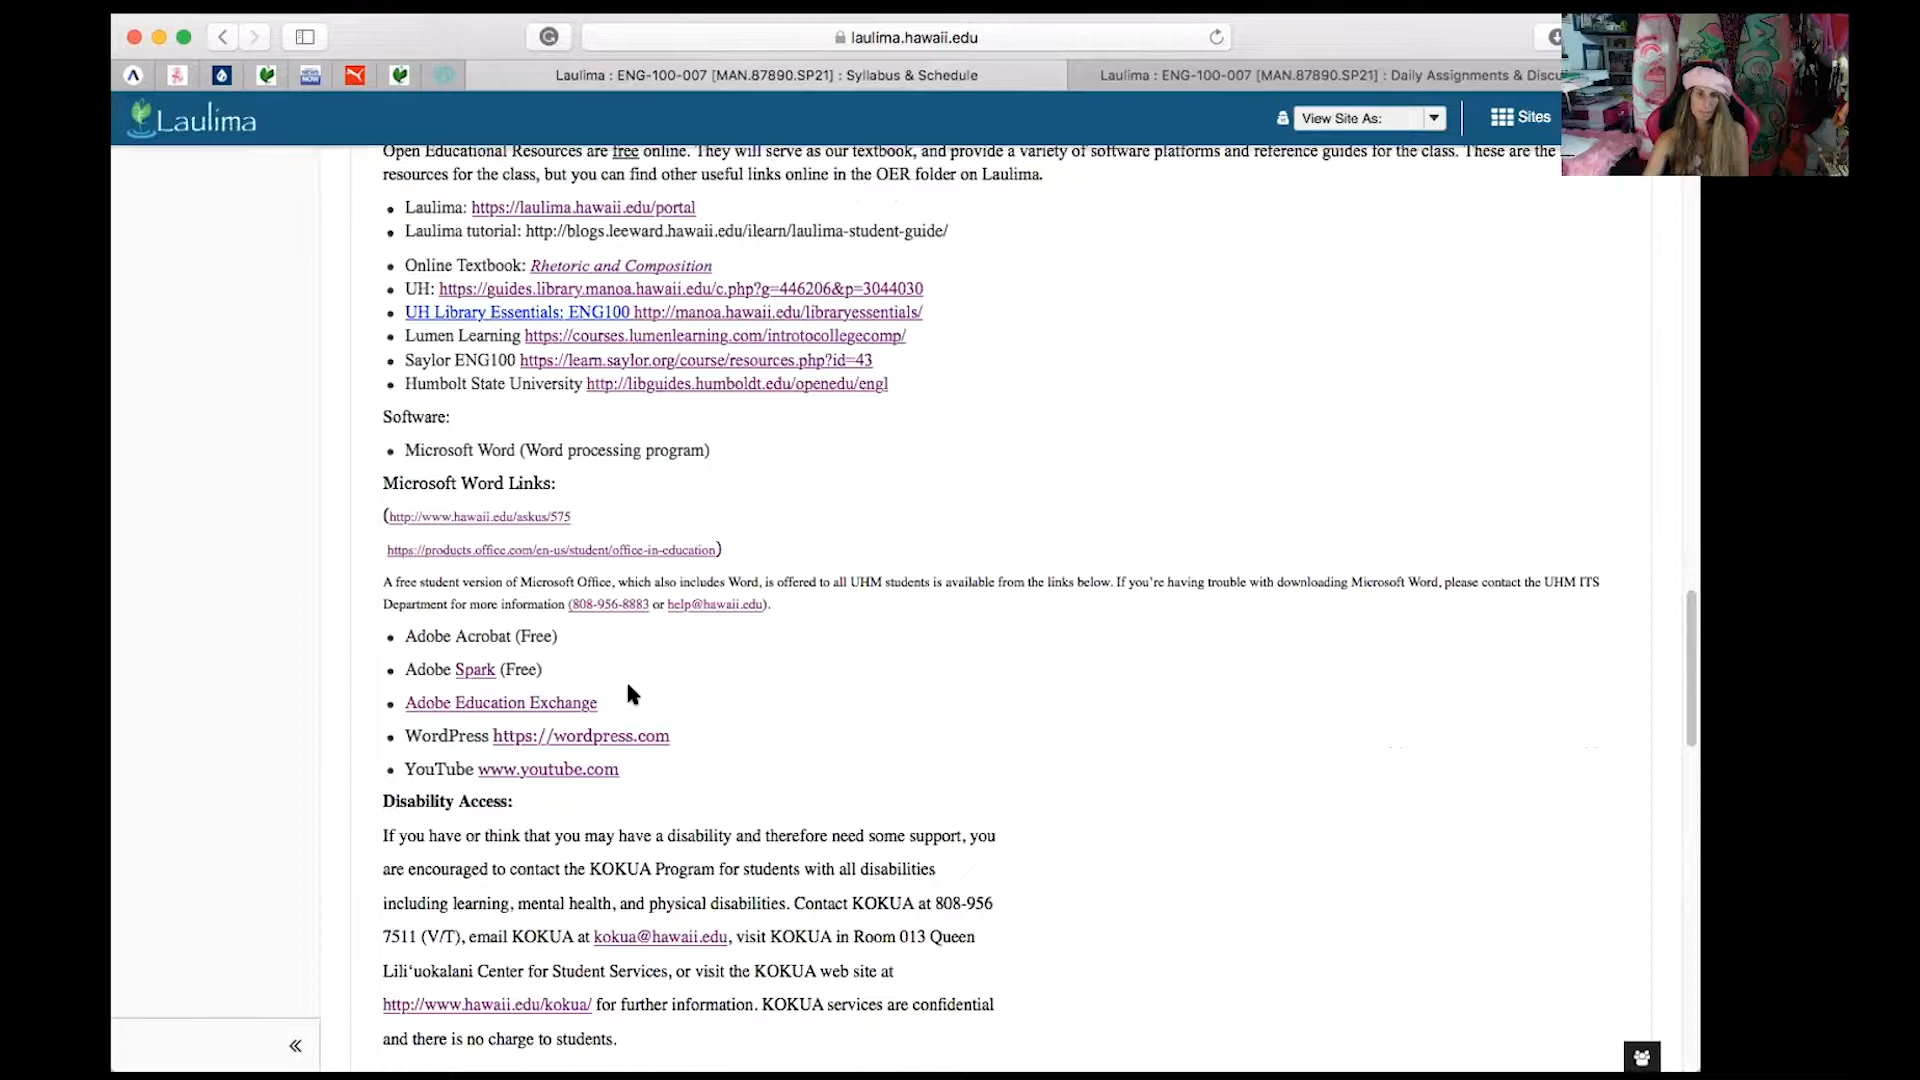 laulima.hawaii.edu
Laulima : ENG-100-007 [MAN.87890.SP21] : Syllabus & Schedule
Laulima : ENG-100-007 [MAN.87890.SP21] : Daily Assignments & Discu
Laulima
View Site As:
Sites
Open Educational Resources are free online. They will serve as our textbook, and provide a variety of software platforms and reference guides for the class. These are the
resources for the class, but you can find other useful links online in the OER folder on Laulima.
Laulima: https://laulima.hawaii.edu/portal
Laulima tutorial: http://blogs.leeward.hawaii.edu/ilearn/laulima-student-guide/
Online Textbook: Rhetoric and Composition
UH: https://guides.library.manoa.hawaii.edu/c.php?g=446206&p=3044030
UH Library Essentials: ENG100 http://manoa.hawaii.edu/libraryessentials/
Lumen Learning https://courses.lumenlearning.com/introtocollegecomp/
Saylor ENG100 https://learn.saylor.org/course/resources.php?id=43
Humbolt State University http://libguides.humboldt.edu/openedu/engl
Software:
Microsoft Word (Word processing program)
Microsoft Word Links:
(http://www.hawaii.edu/askus/575
https://products.office.com/en-us/student/office-in-education)
A free student version of Microsoft Office, which also includes Word, is offered to all UHM students is available from the links below. If you’re having trouble with downloading Microsoft Word, please contact the UHM ITS
Department for more information (808-956-8883 or help@hawaii.edu).
Adobe Acrobat (Free)
Adobe Spark (Free)
Adobe Education Exchange
WordPress https://wordpress.com
YouTube www.youtube.com
Disability Access:
If you have or think that you may have a disability and therefore need some support, you
are encouraged to contact the KOKUA Program for students with all disabilities
including learning, mental health, and physical disabilities. Contact KOKUA at 808-956
7511 (V/T), email KOKUA at kokua@hawaii.edu, visit KOKUA in Room 013 Queen
Liliʻuokalani Center for Student Services, or visit the KOKUA web site at
http://www.hawaii.edu/kokua/ for further information. KOKUA services are confidential
and there is no charge to students.